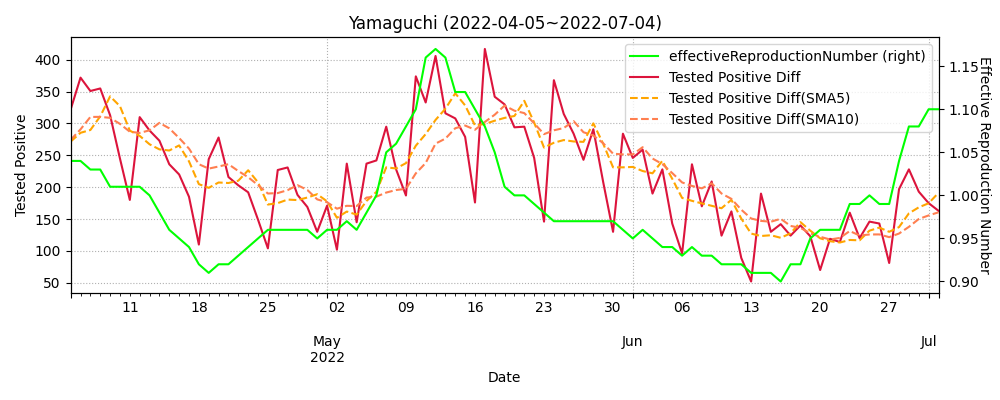 Yamaguchi (2022-04-05~2022-07-04)
effectiveReproductionNumber (right)
Tested Positive Diff
Tested Positive Diff(SMA5)
Tested Positive Diff(SMA10)
Tested Positive
400
350
300
250
200
150
100
50
1.15
1.10
1.05
1.00
0.95
0.90
Effective Reproduction Number
11 18 25 02 09 16 23 30 06 13 20 27
May Jun Jul
2022
Date